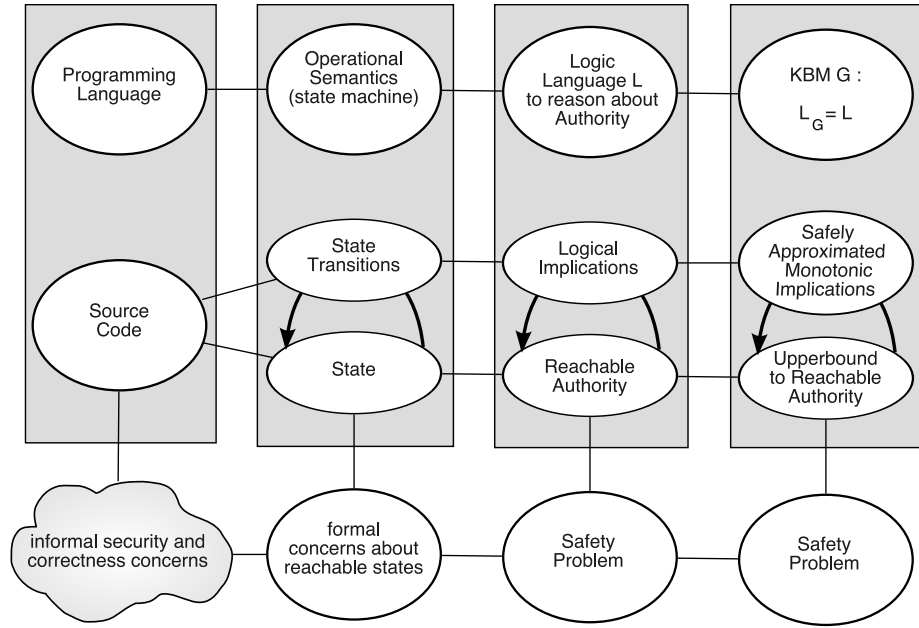 Programming
Language
Operational
Semantics
(state machine)
Logic
Language L
to reason about
Authority
KBM G :
L_G = L
State
Transitions
Logical
Implications
Safely
Approximated
Monotonic
Implications
Source
Code
State
Reachable
Authority
Upperbound
to Reachable
Authority
informal security and
correctness concerns
formal
concerns about
reachable states
Safety
Problem
Safety
Problem